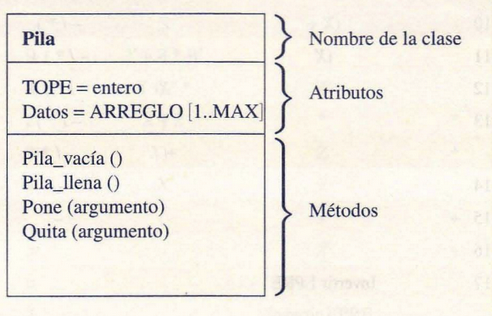 Pila
Nombre de la clase
TOPE = entero
Datos = ARREGLO [1..MAX]
Atributos
Pila_vacía ()
Pila_llena ()
Pone (argumento)
Quita (argumento)
Métodos